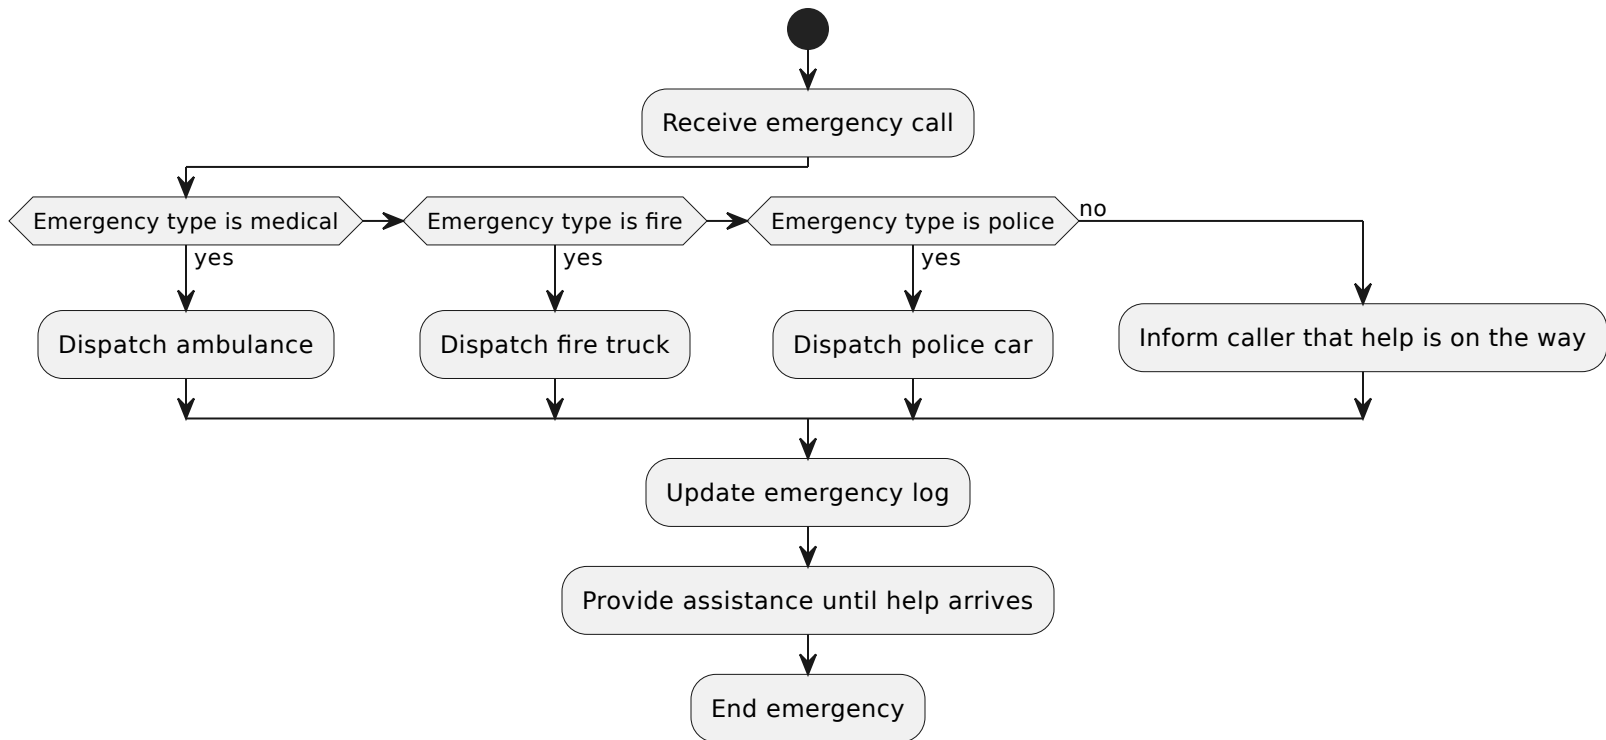 Receive emergency call
Emergency type is medical
Emergency type is fire
Emergency type is police
no
yes
yes
yes
Dispatch ambulance
Dispatch fire truck
Dispatch police car
Inform caller that help is on the way
Update emergency log
Provide assistance until help arrives
End emergency